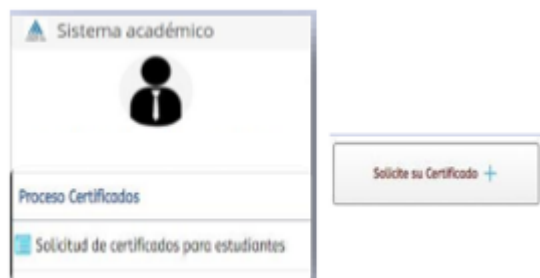 Sistema académico
Proceso Certificados
Solicitud de certificados para estudiantes
Solicite su Certificado +